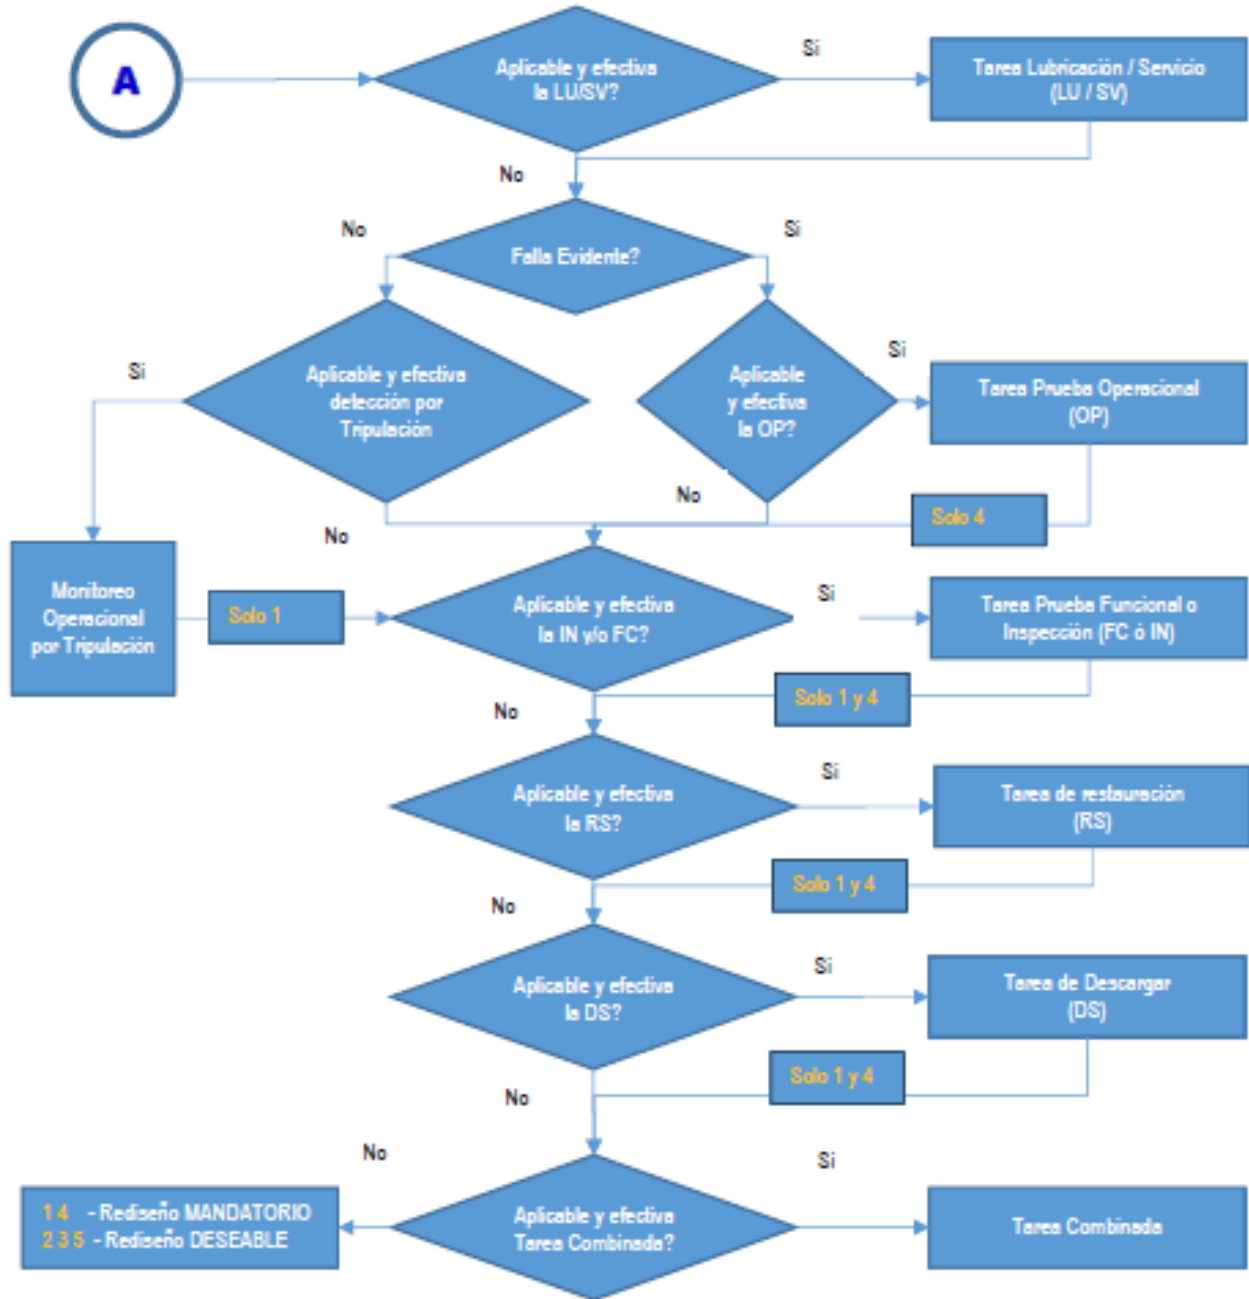 A
Aplicable y efectiva
la LU/SV?
Si
Tarea Lubricación / Servicio
(LU / SV)
No
No
Falla Evidente?
Si
Si
Aplicable y efectiva
detección por
Tripulación
Aplicable
y efectiva
la OP?
Si
Tarea Prueba Operacional
(OP)
No
Solo 4
No
Monitoreo
Operacional
por Tripulación
Solo 1
Aplicable y efectiva
la IN y/o FC?
Si
Tarea Prueba Funcional o
Inspección (FC ó IN)
Solo 1 y 4
No
Aplicable y efectiva
la RS?
Si
Tarea de restauración
(RS)
Solo 1 y 4
No
Aplicable y efectiva
la DS?
Si
Tarea de Descargar
(DS)
Solo 1 y 4
No
No
Si
1 4 - Rediseño MANDATORIO
2 3 5 - Rediseño DESEABLE
Aplicable y efectiva
Tarea Combinada?
Tarea Combinada